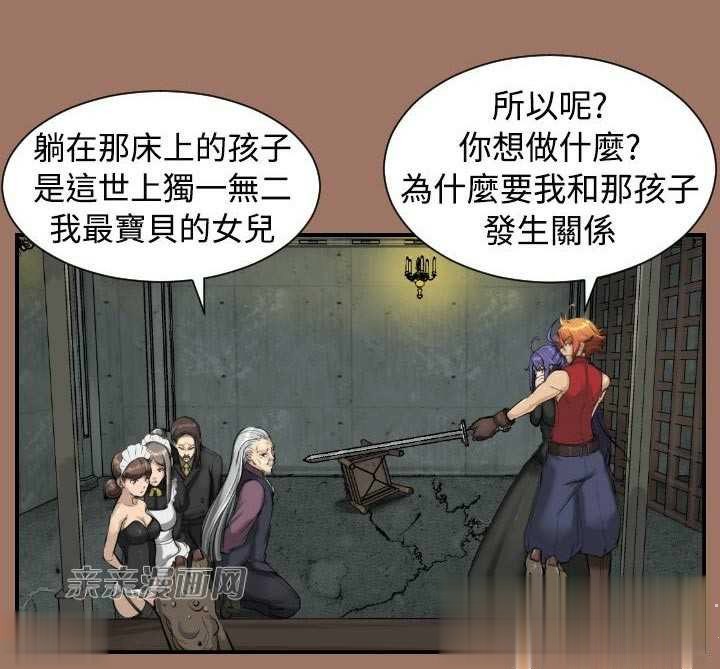 躺在那床上的孩子
是這世上獨一無二
我最寶貝的女兒
所以呢?
你想做什麼?
為什麼要我和那孩子
發生關係
亲亲漫画网